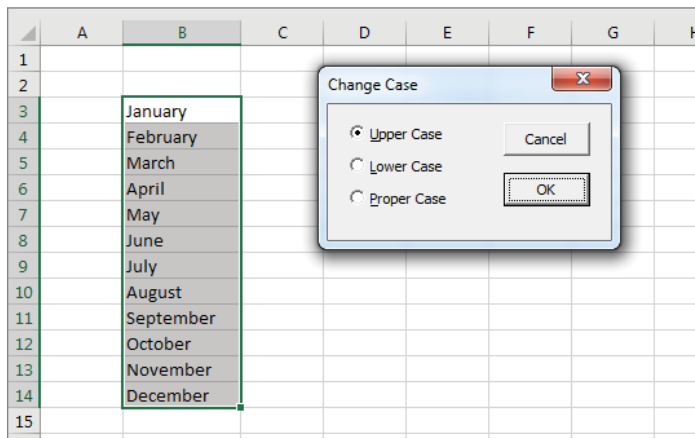 A B C D E F G H
1
2
3 January
4 February
5 March
6 April
7 May
8 June
9 July
10 August
11 September
12 October
13 November
14 December
15
Change Case
Upper Case
Lower Case
Proper Case
Cancel
OK